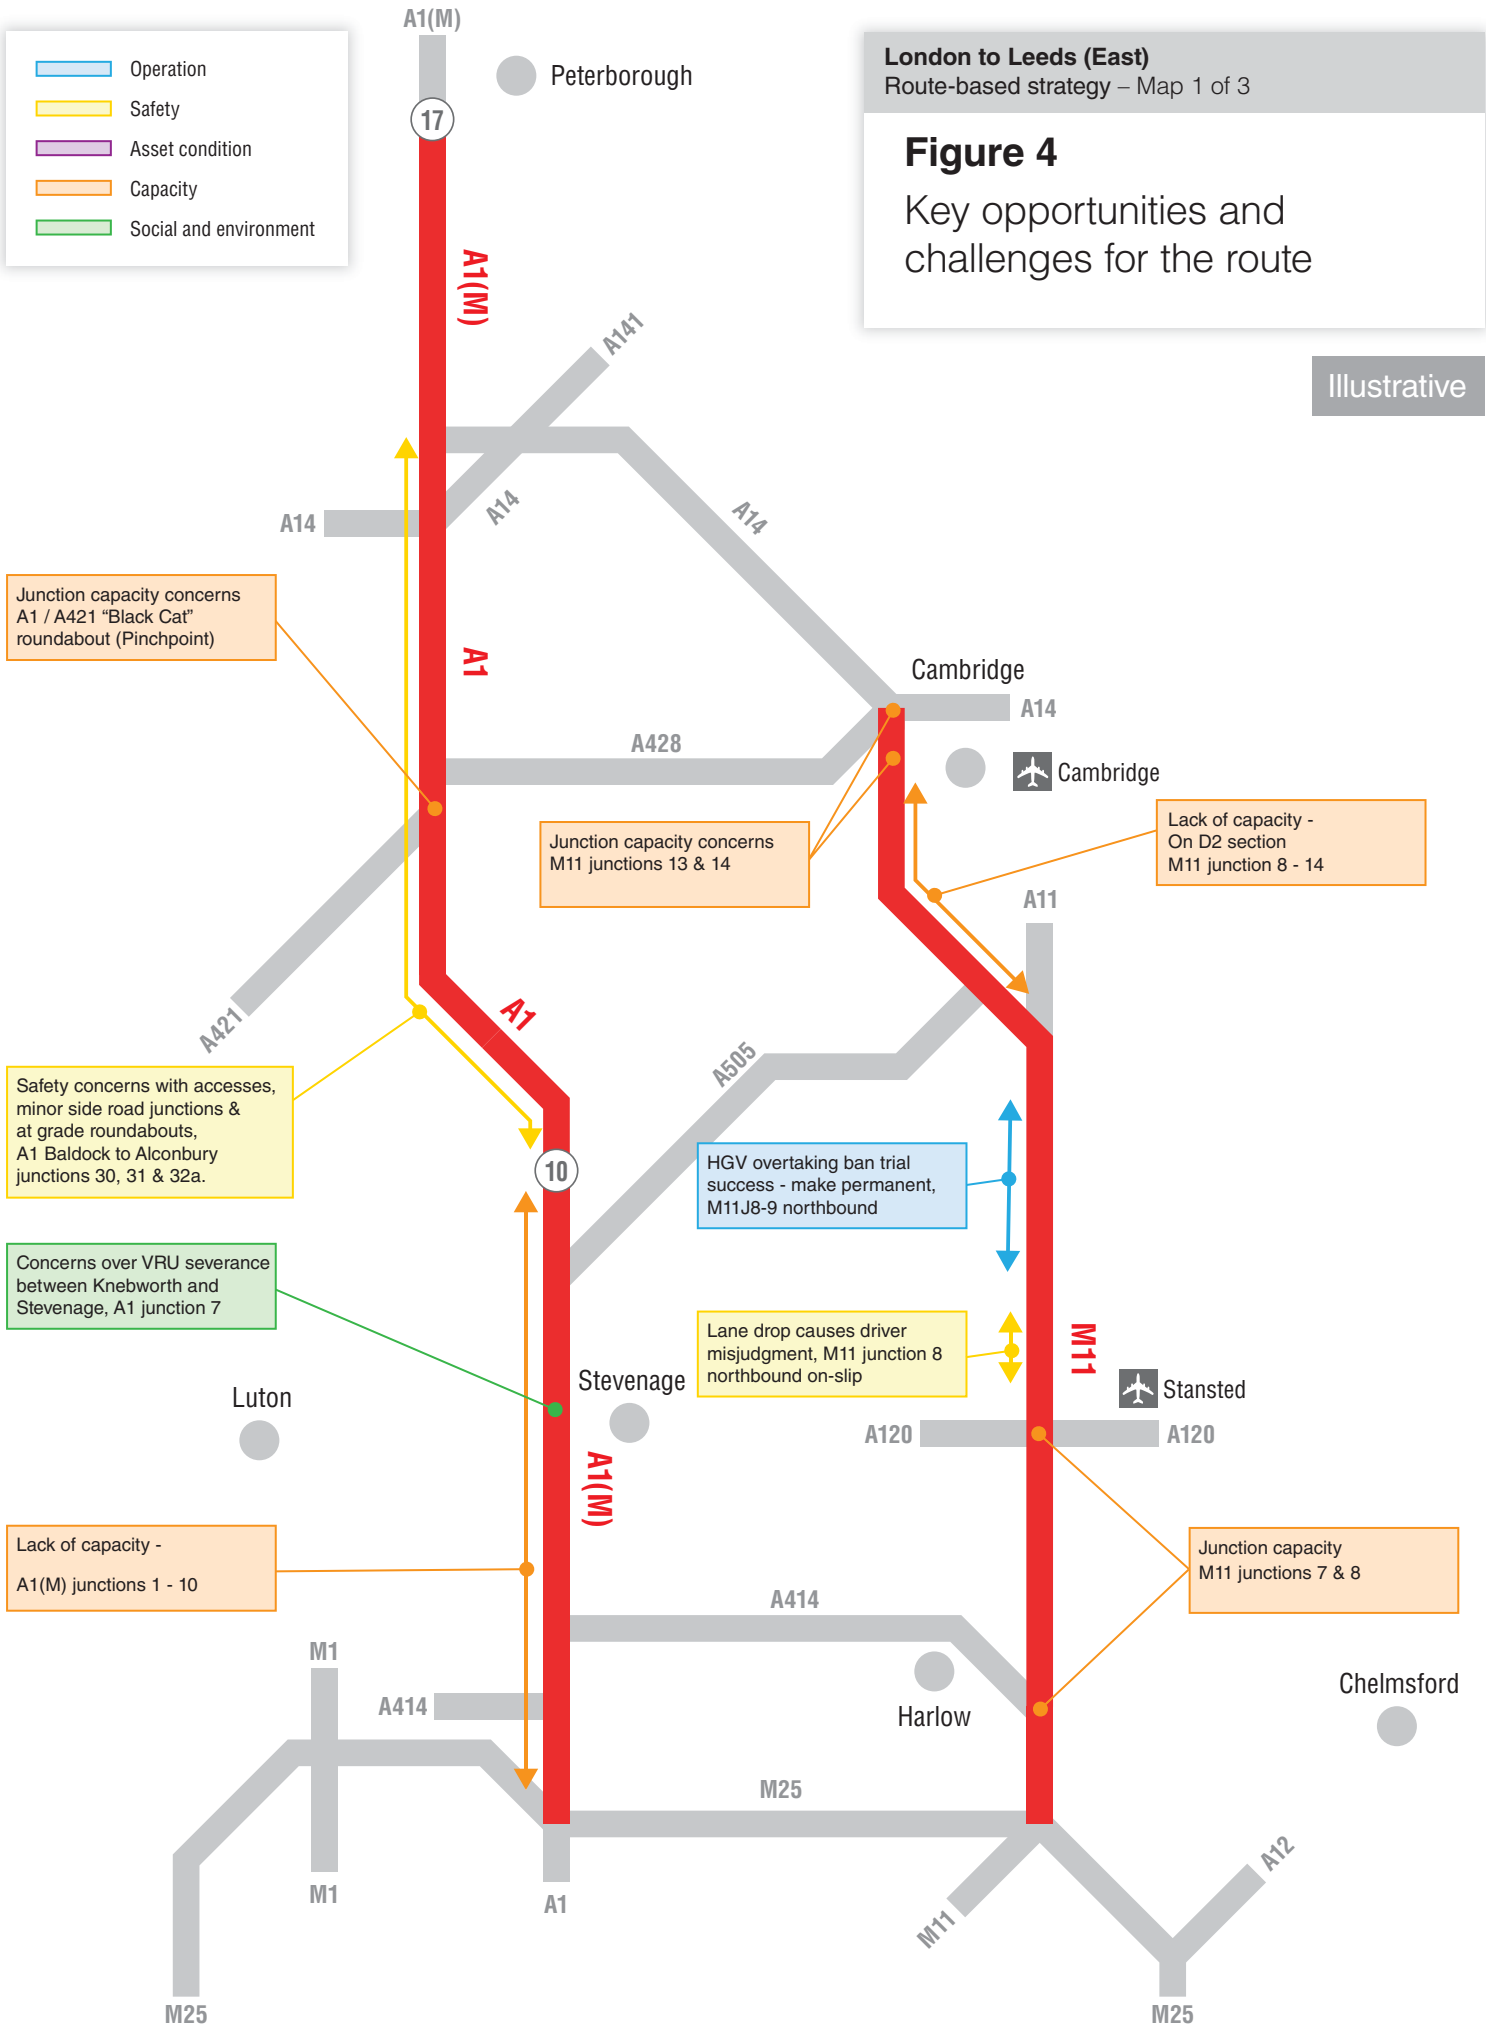 A1(M)
Peterborough
17
Operation
Safety
Asset condition
Capacity
Social and environment
London to Leeds (East)
Route-based strategy – Map 1 of 3
Figure 4
Key opportunities and
challenges for the route
Illustrative
A1(M)
A141
A14
A14
A14
Junction capacity concerns
A1 / A421 “Black Cat”
roundabout (Pinchpoint)
A1
Cambridge
A14
A428
Cambridge
Junction capacity concerns
M11 junctions 13 & 14
Lack of capacity -
On D2 section
M11 junction 8 - 14
A11
A421
A1
A505
Safety concerns with accesses,
minor side road junctions &
at grade roundabouts,
A1 Baldock to Alconbury
junctions 30, 31 & 32a.
10
HGV overtaking ban trial
success - make permanent,
M11J8-9 northbound
Concerns over VRU severance
between Knebworth and
Stevenage, A1 junction 7
Lane drop causes driver
misjudgment, M11 junction 8
northbound on-slip
M11
Stevenage
Stansted
Luton
A120
A120
A1(M)
Lack of capacity -
A1(M) junctions 1 - 10
Junction capacity
M11 junctions 7 & 8
A414
M1
A414
Harlow
Chelmsford
M25
M1
A1
M11
A12
M25
M25